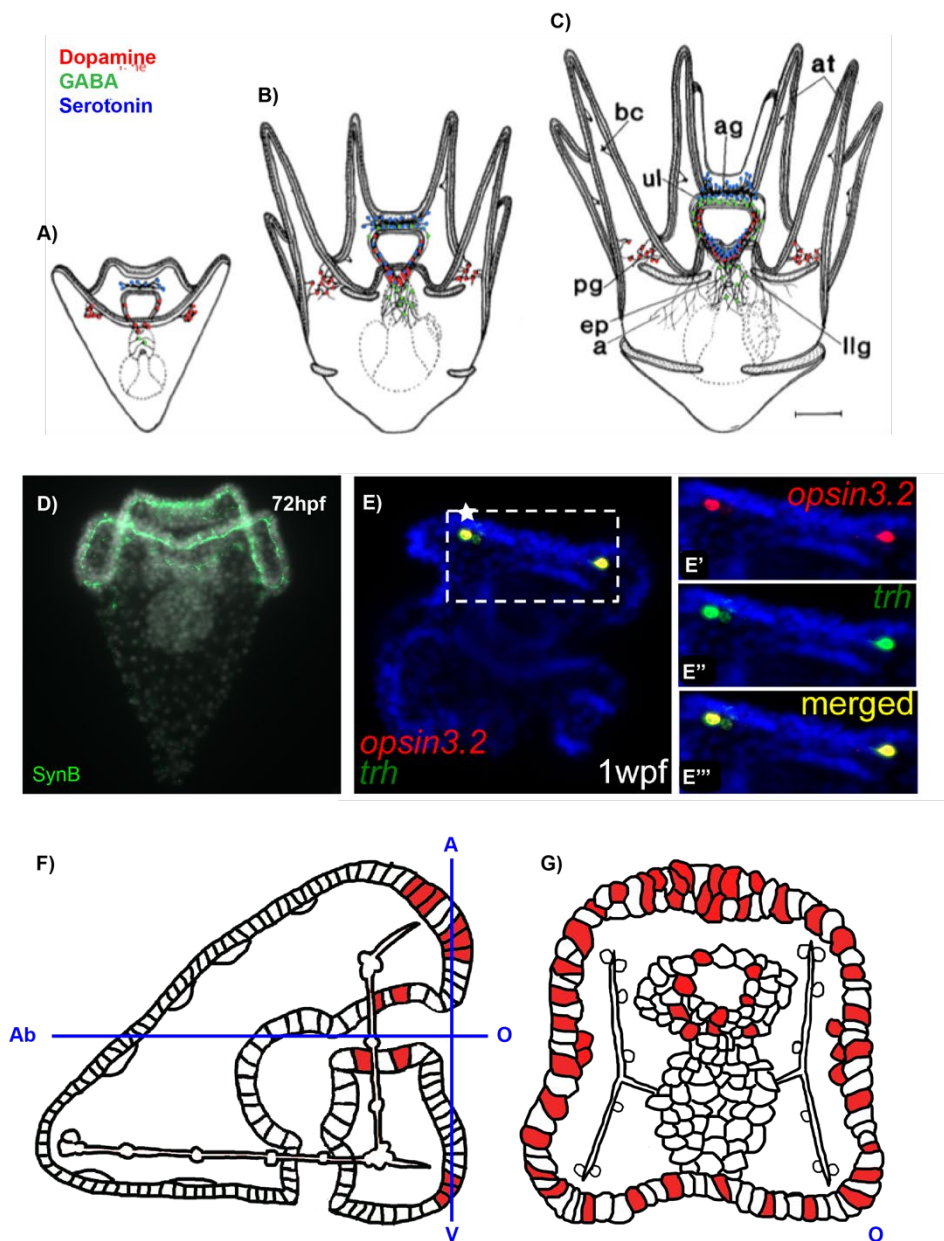 C)
Dopamine
GABA
Serotonin
B)
at
bc
ag
ul
A)
pg
ep
a
llg
D)
72hpf
SynB
E)
opsin3.2
trh
1wpf
opsin3.2
E'
trh
E''
merged
E'''
F)
A
G)
Ab
O
V
O